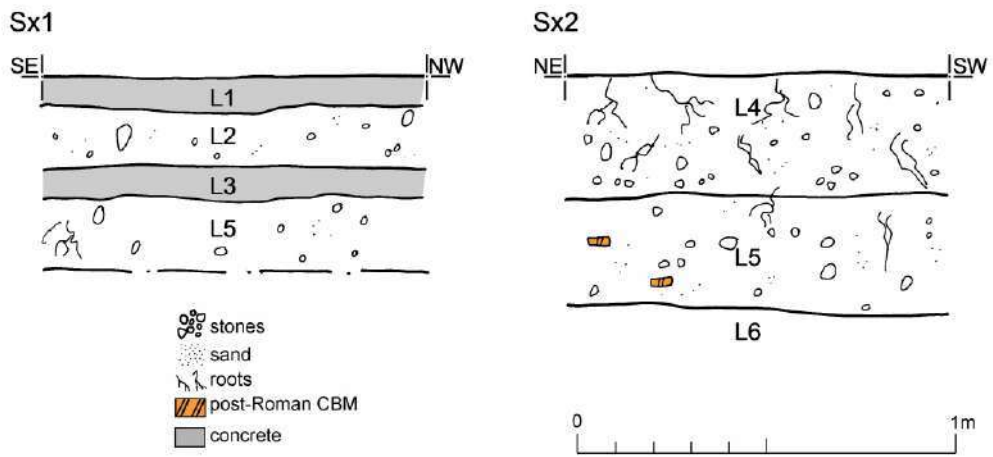 Sx1
SE
NW
L1
L2
L3
L5
Sx2
NE
SW
L4
L5
L6
stones
sand
roots
post-Roman CBM
concrete
0
1m